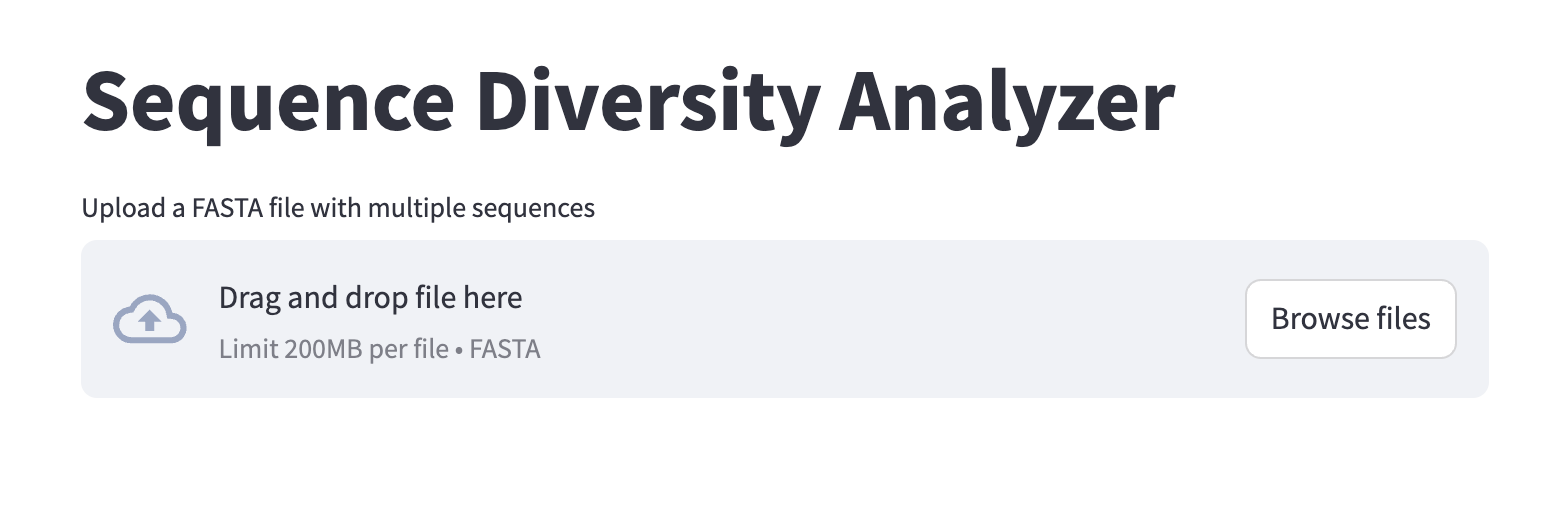 Sequence Diversity Analyzer
Upload a FASTA file with multiple sequences
Drag and drop file here
Limit 200MB per file • FASTA
Browse files